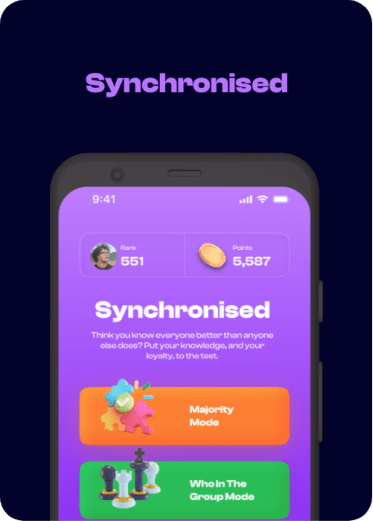 Synchronised
9:41
Rank
551
Points
5,587
Synchronised
Think you know everyone better than anyone
else does? Put your knowledge, and your
loyalty, to the test.
Majority
Mode
Who In The
Group Mode